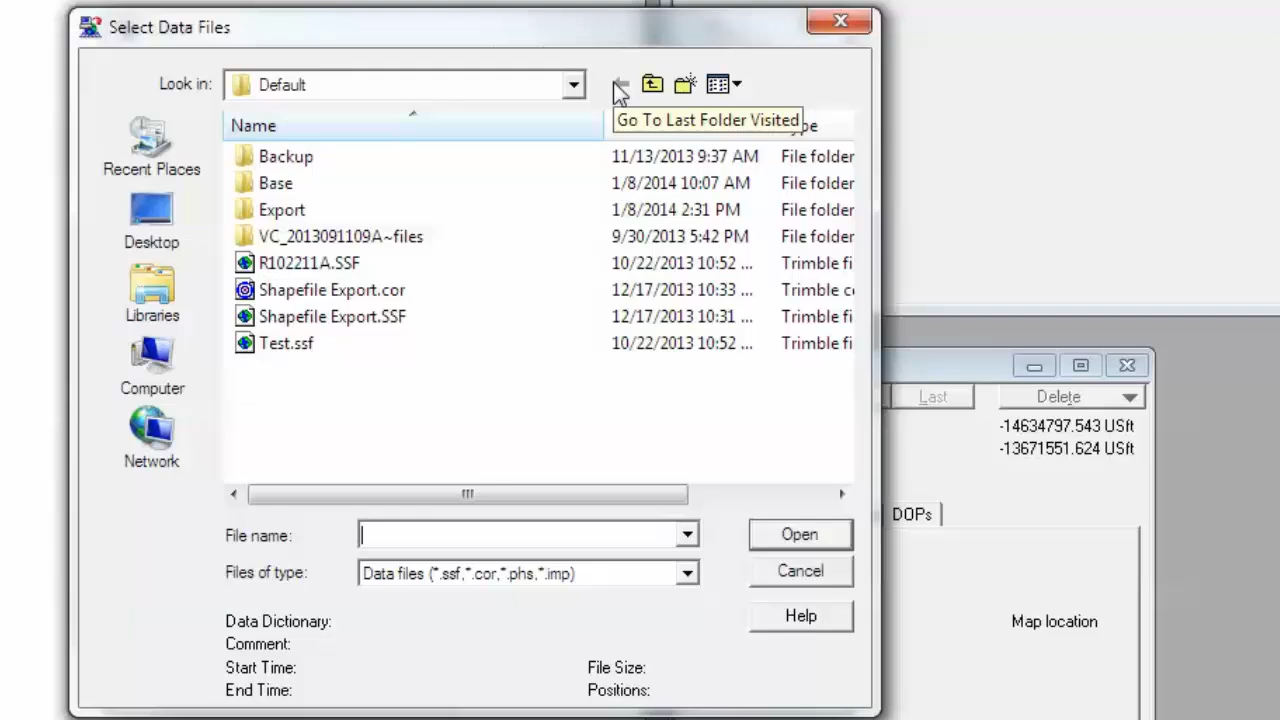 Select Data Files
Look in: Default
Go To Last Folder Visited
Name
Backup 11/13/2013 9:37 AM File folder
Base 1/8/2014 10:07 AM File folder
Export 1/8/2014 2:31 PM File folder
VC_2013091109A~files 9/30/2013 5:42 PM File folder
R102211A.SSF 10/22/2013 10:52 ... Trimble fi
Shapefile Export.cor 12/17/2013 10:33 ... Trimble c
Shapefile Export.SSF 12/17/2013 10:31 ... Trimble fi
Test.ssf 10/22/2013 10:52 ... Trimble fi
Recent Places
Desktop
Libraries
Computer
Network
File name:
Open
Files of type: Data files (*.ssf,*.cor,*.phs,*.imp)
Cancel
Help
Data Dictionary:
Comment:
Start Time: File Size:
End Time: Positions:
Last Delete
-14634797.543 USft
-13671551.624 USft
DOPs
Map location